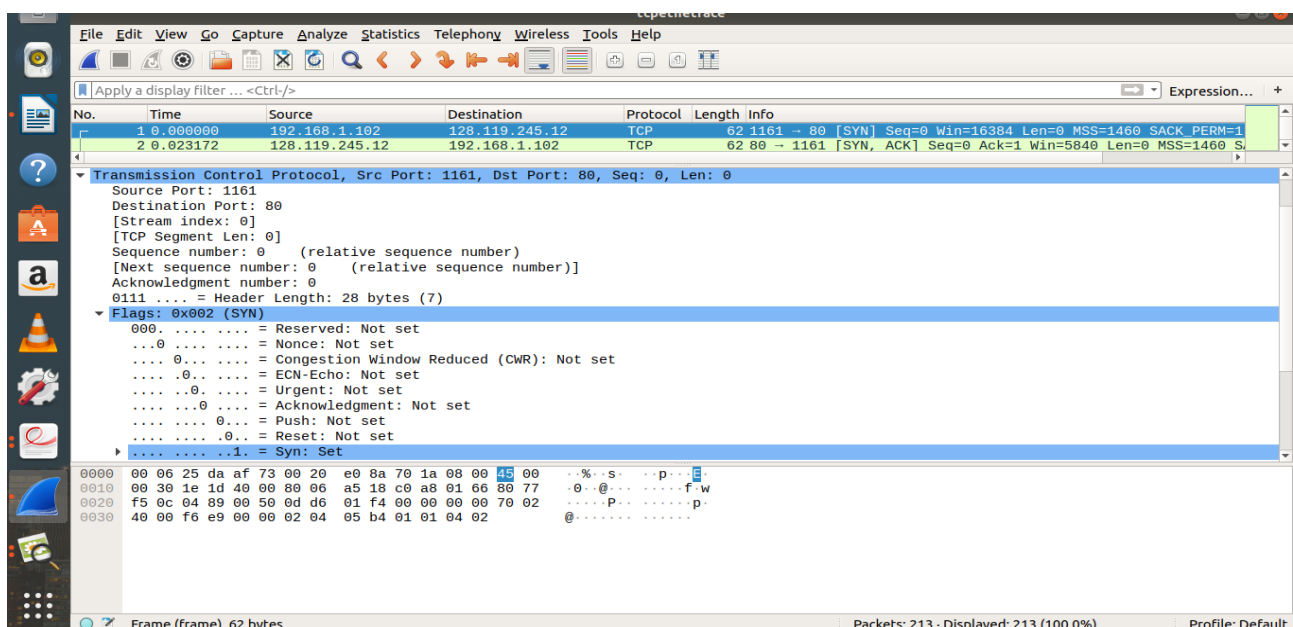 tcpethetrace
File Edit View Go Capture Analyze Statistics Telephony Wireless Tools Help
Apply a display filter ... <Ctrl-/> Expression... +
No. Time Source Destination Protocol Length Info
1 0.000000 192.168.1.102 128.119.245.12 TCP 62 1161 → 80 [SYN] Seq=0 Win=16384 Len=0 MSS=1460 SACK_PERM=1
2 0.023172 128.119.245.12 192.168.1.102 TCP 62 80 → 1161 [SYN, ACK] Seq=0 Ack=1 Win=5840 Len=0 MSS=1460
Transmission Control Protocol, Src Port: 1161, Dst Port: 80, Seq: 0, Len: 0
Source Port: 1161
Destination Port: 80
[Stream index: 0]
[TCP Segment Len: 0]
Sequence number: 0 (relative sequence number)
[Next sequence number: 0 (relative sequence number)]
Acknowledgment number: 0
0111 .... = Header Length: 28 bytes (7)
Flags: 0x002 (SYN)
000. .... .... = Reserved: Not set
...0 .... .... = Nonce: Not set
.... 0... .... = Congestion Window Reduced (CWR): Not set
.... .0.. .... = ECN-Echo: Not set
.... ..0. .... = Urgent: Not set
.... ...0 .... = Acknowledgment: Not set
.... .... 0... = Push: Not set
.... .... .0.. = Reset: Not set
.... .... ..1. = Syn: Set
0000 00 06 25 da af 73 00 20 e0 8a 70 1a 08 00 45 00 ··%··s· ··p···E·
0010 00 30 1e 1d 40 00 80 06 a5 18 c0 a8 01 66 80 77 ·0··@··· ·····f·w
0020 f5 0c 04 89 00 50 0d d6 01 f4 00 00 00 00 70 02 ·····P·· ······p·
0030 40 00 f6 e9 00 00 02 04 05 b4 01 01 04 02 @······· ······
Frame (frame), 62 bytes Packets: 213 · Displayed: 213 (100.0%) Profile: Default